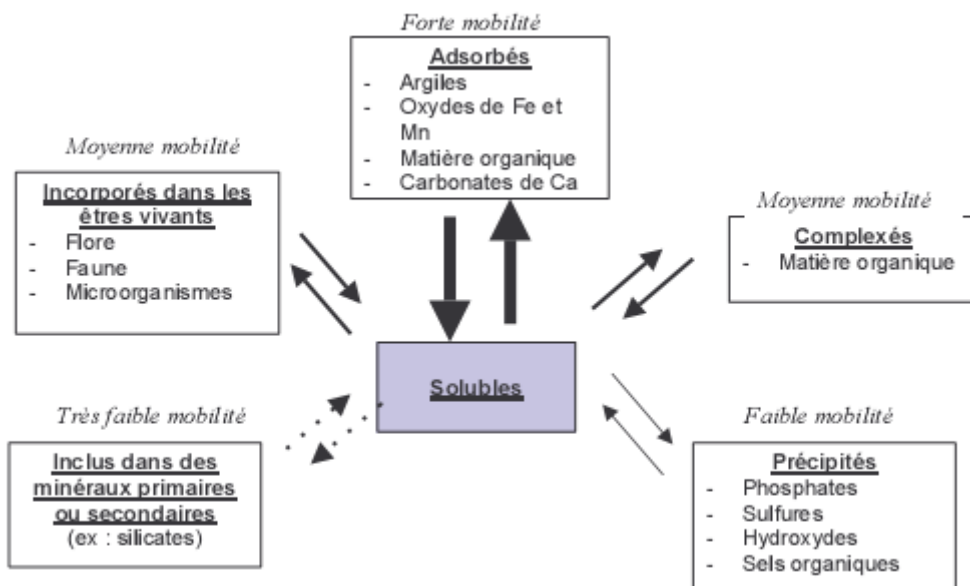 Forte mobilité
Adsorbés
- Argiles
- Oxydes de Fe et
Mn
- Matière organique
- Carbonates de Ca
Moyenne mobilité
Incorporés dans les
êtres vivants
- Flore
- Faune
- Microorganismes
Moyenne mobilité
Complexés
- Matière organique
Solubles
Très faible mobilité
Inclus dans des
minéraux primaires
ou secondaires
(ex : silicates)
Faible mobilité
Précipités
- Phosphates
- Sulfures
- Hydroxydes
- Sels organiques